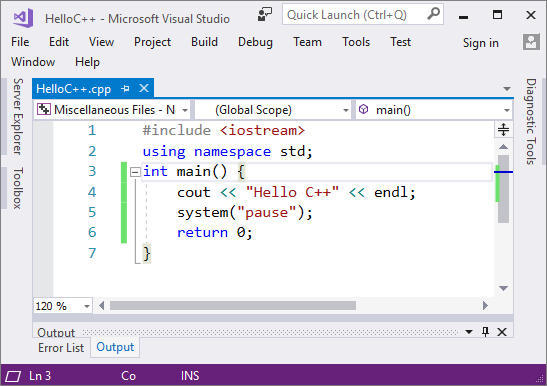 HelloC++ - Microsoft Visual Studio
Quick Launch (Ctrl+Q)
File Edit View Project Build Debug Team Tools Test Sign in
Window Help
Server Explorer
Toolbox
HelloC++.cpp
Miscellaneous Files - N (Global Scope) main()
1 #include <iostream>
2 using namespace std;
3 int main() {
4 cout << "Hello C++" << endl;
5 system("pause");
6 return 0;
7 }
Diagnostic Tools
120 %
Output
Error List Output
Ln 3 Co INS